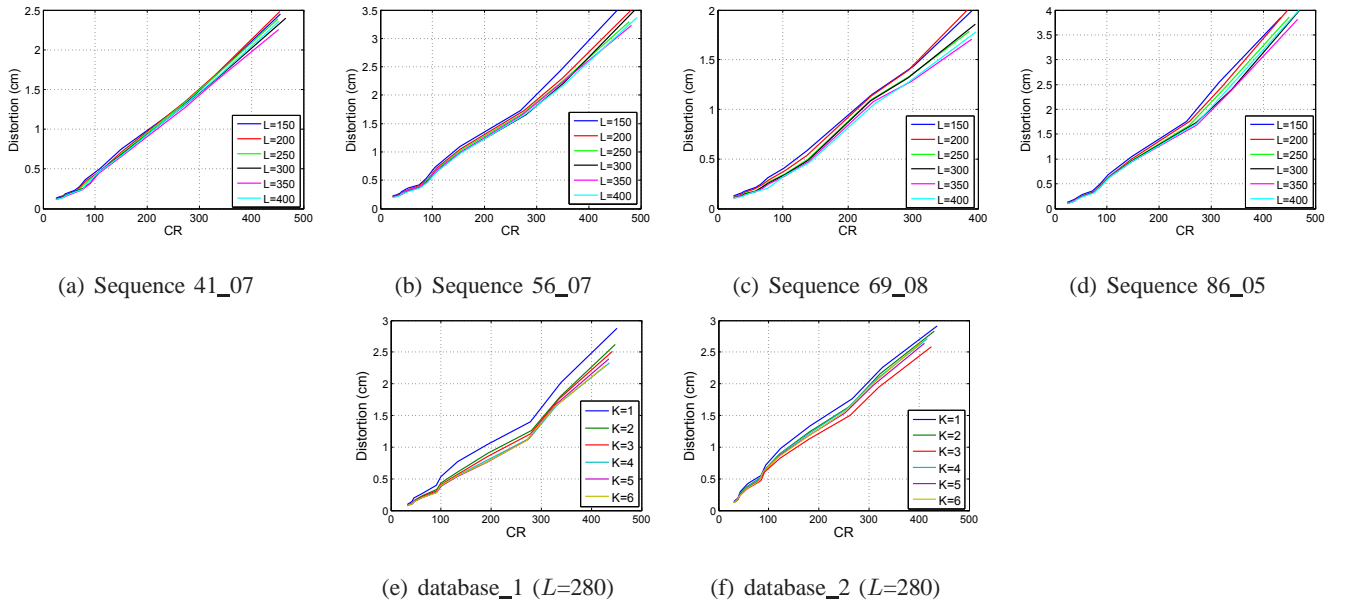 2.5
2
1.5
1
0.5
0
Distortion (cm)
0 100 200 300 400 500
CR
L=150
L=200
L=250
L=300
L=350
L=400
3.5
3
2.5
2
1.5
1
0.5
0
Distortion (cm)
0 100 200 300 400 500
CR
L=150
L=200
L=250
L=300
L=350
L=400
2
1.5
1
0.5
0
Distortion (cm)
0 100 200 300 400
CR
L=150
L=200
L=250
L=300
L=350
L=400
4
3.5
3
2.5
2
1.5
1
0.5
0
Distortion (cm)
0 100 200 300 400 500
CR
L=150
L=200
L=250
L=300
L=350
L=400
(a) Sequence 41_07
(b) Sequence 56_07
(c) Sequence 69_08
(d) Sequence 86_05
3
2.5
2
1.5
1
0.5
0
Distortion (cm)
0 100 200 300 400 500
CR
K=1
K=2
K=3
K=4
K=5
K=6
3
2.5
2
1.5
1
0.5
0
Distortion (cm)
0 100 200 300 400 500
CR
K=1
K=2
K=3
K=4
K=5
K=6
(e) database_1 (L=280)
(f) database_2 (L=280)